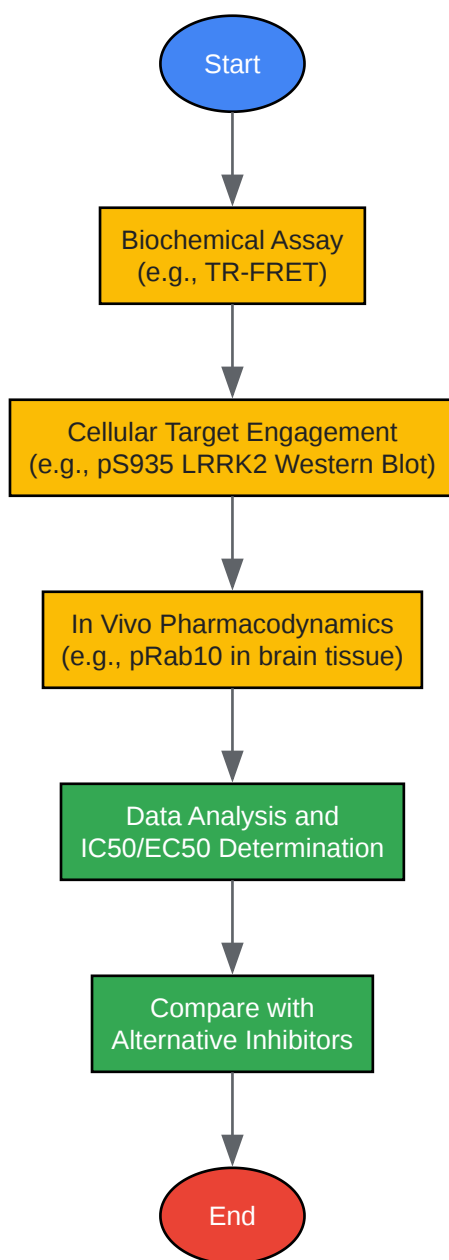 Start
Biochemical Assay
(e.g., TR-FRET)
Cellular Target Engagement
(e.g., pS935 LRRK2 Western Blot)
In Vivo Pharmacodynamics
(e.g., pRab10 in brain tissue)
Data Analysis and
IC50/EC50 Determination
Compare with
Alternative Inhibitors
End